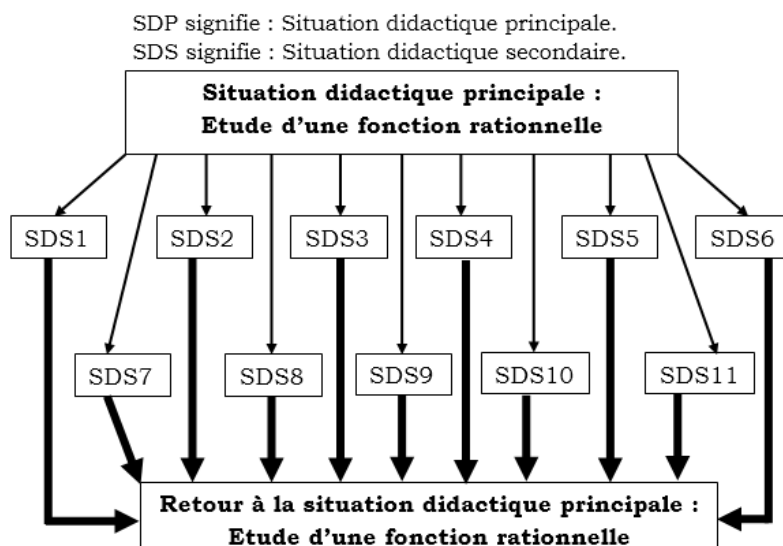 SDP signifie : Situation didactique principale.
SDS signifie : Situation didactique secondaire.
Situation didactique principale :
Etude d'une fonction rationnelle
SDS1
SDS2
SDS3
SDS4
SDS5
SDS6
SDS7
SDS8
SDS9
SDS10
SDS11
Retour à la situation didactique principale :
Etude d'une fonction rationnelle